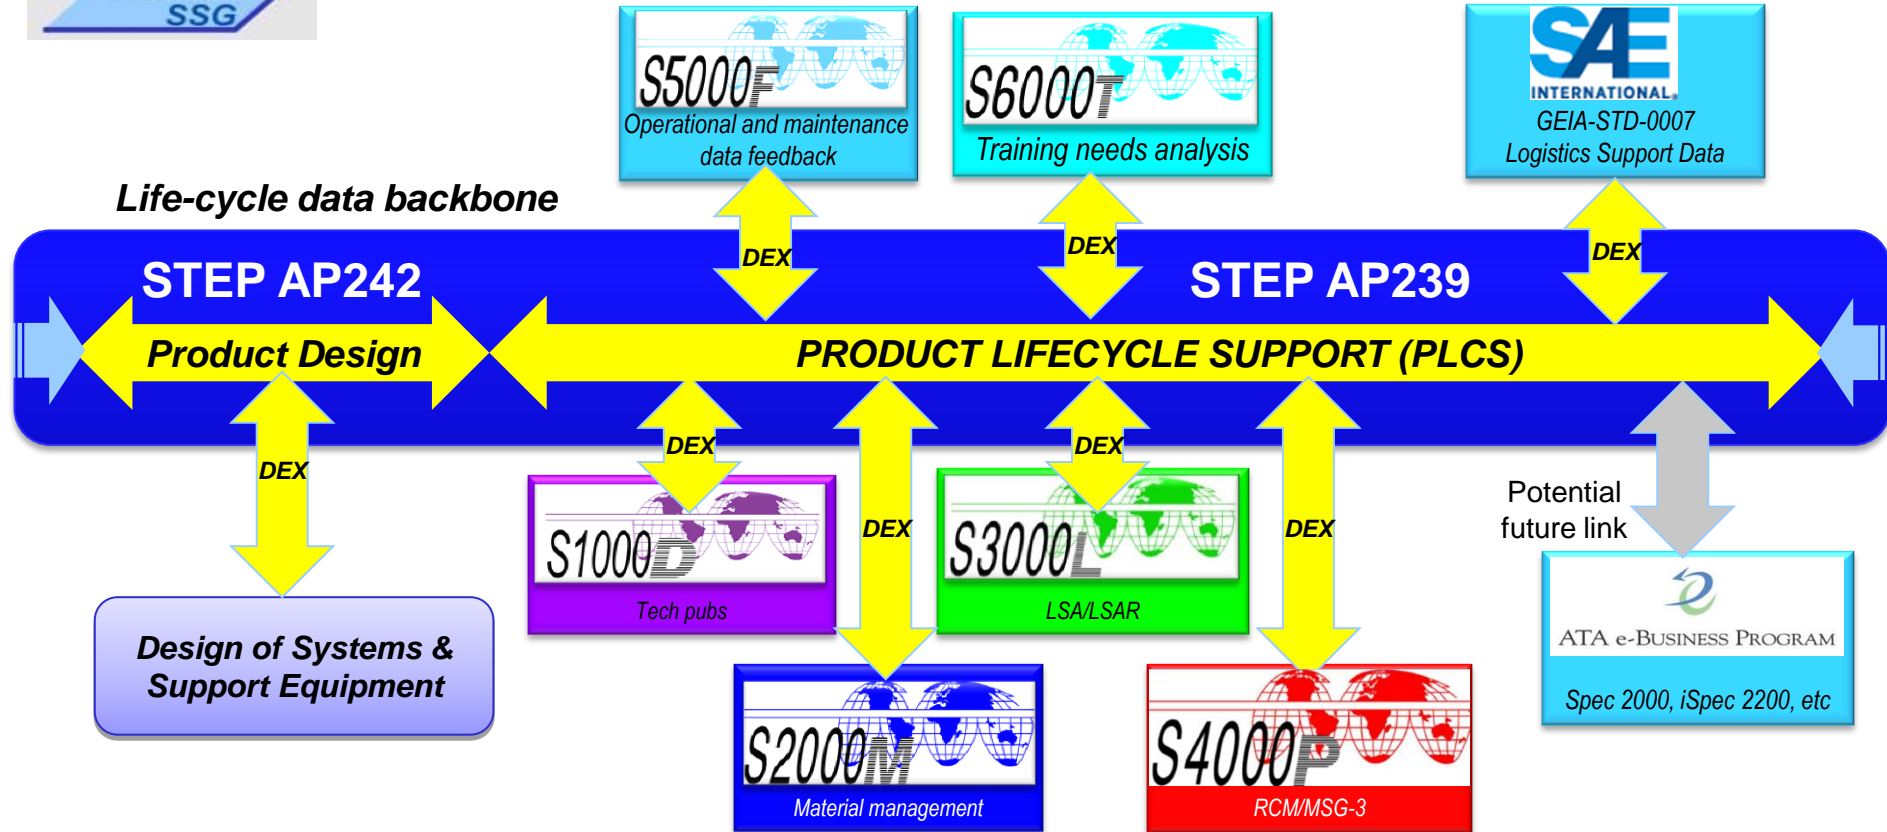 SSG
S5000F
Operational and maintenance
data feedback
S6000T
Training needs analysis
SAE
INTERNATIONAL®
GEIA-STD-0007
Logistics Support Data
Life-cycle data backbone
DEX
DEX
DEX
STEP AP242
STEP AP239
Product Design
PRODUCT LIFECYCLE SUPPORT (PLCS)
DEX
DEX
DEX
DEX
DEX
Potential
future link
S1000D
Tech pubs
S3000L
LSA/LSAR
ATA e-BUSINESS PROGRAM
Spec 2000, iSpec 2200, etc
Design of Systems &
Support Equipment
S2000M
Material management
S4000P
RCM/MSG-3